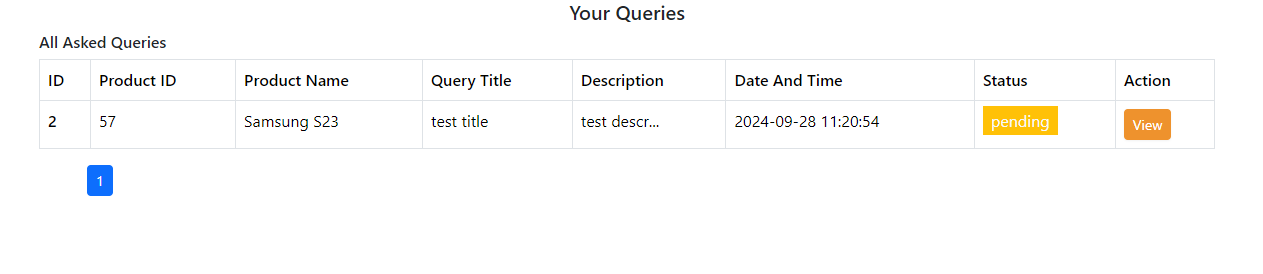 Your Queries
All Asked Queries
ID Product ID Product Name Query Title Description Date And Time Status Action
2 57 Samsung S23 test title test descr... 2024-09-28 11:20:54 pending View
1